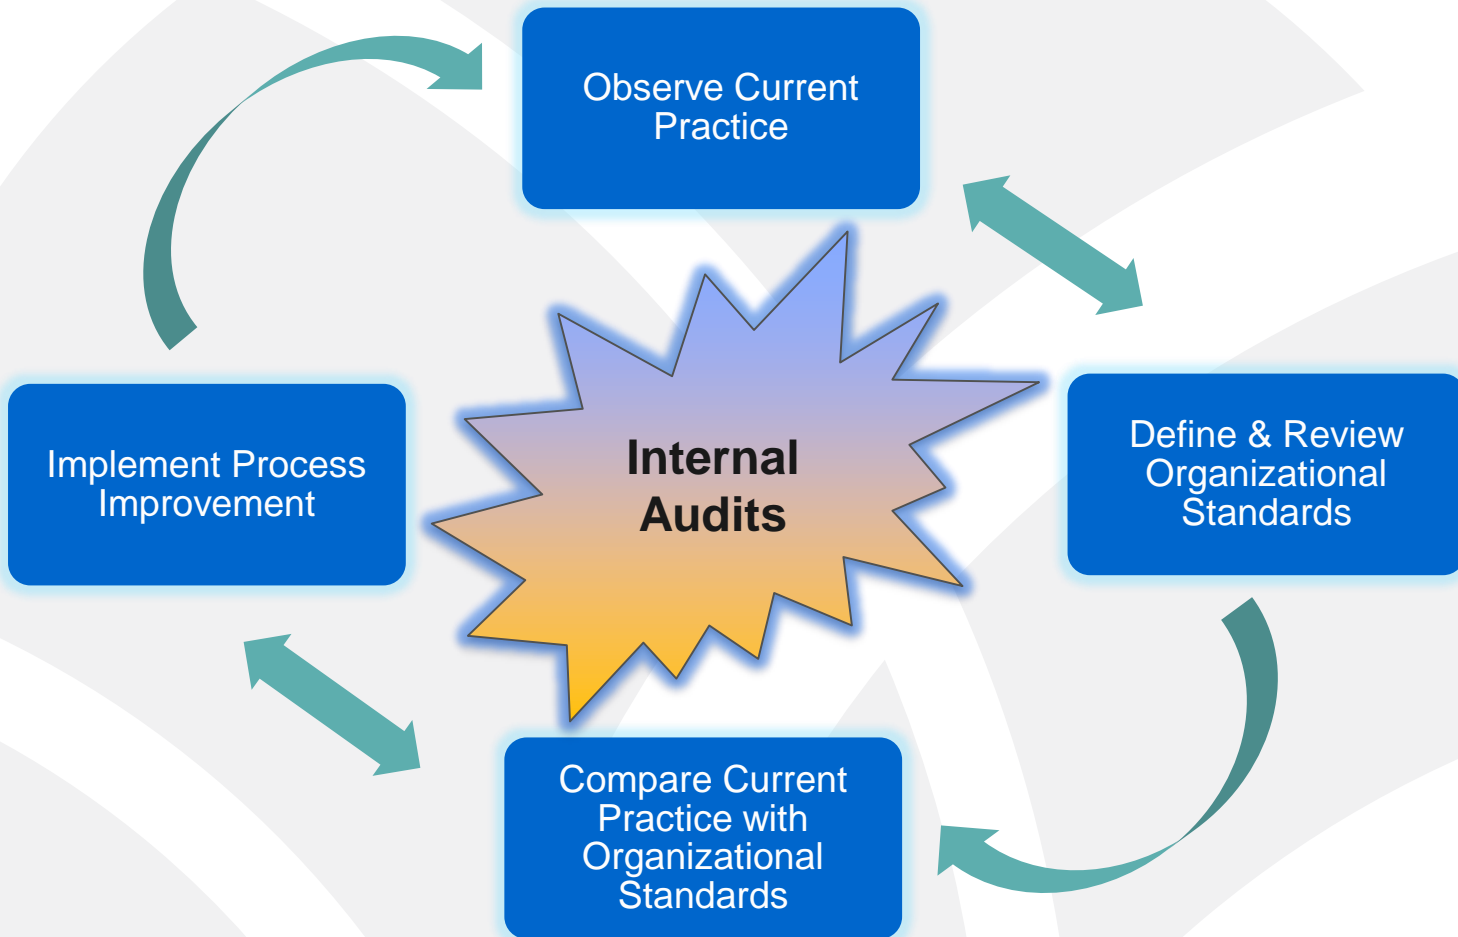 Observe Current
Practice
Implement Process
Improvement
Internal
Audits
Define & Review
Organizational
Standards
Compare Current
Practice with
Organizational
Standards